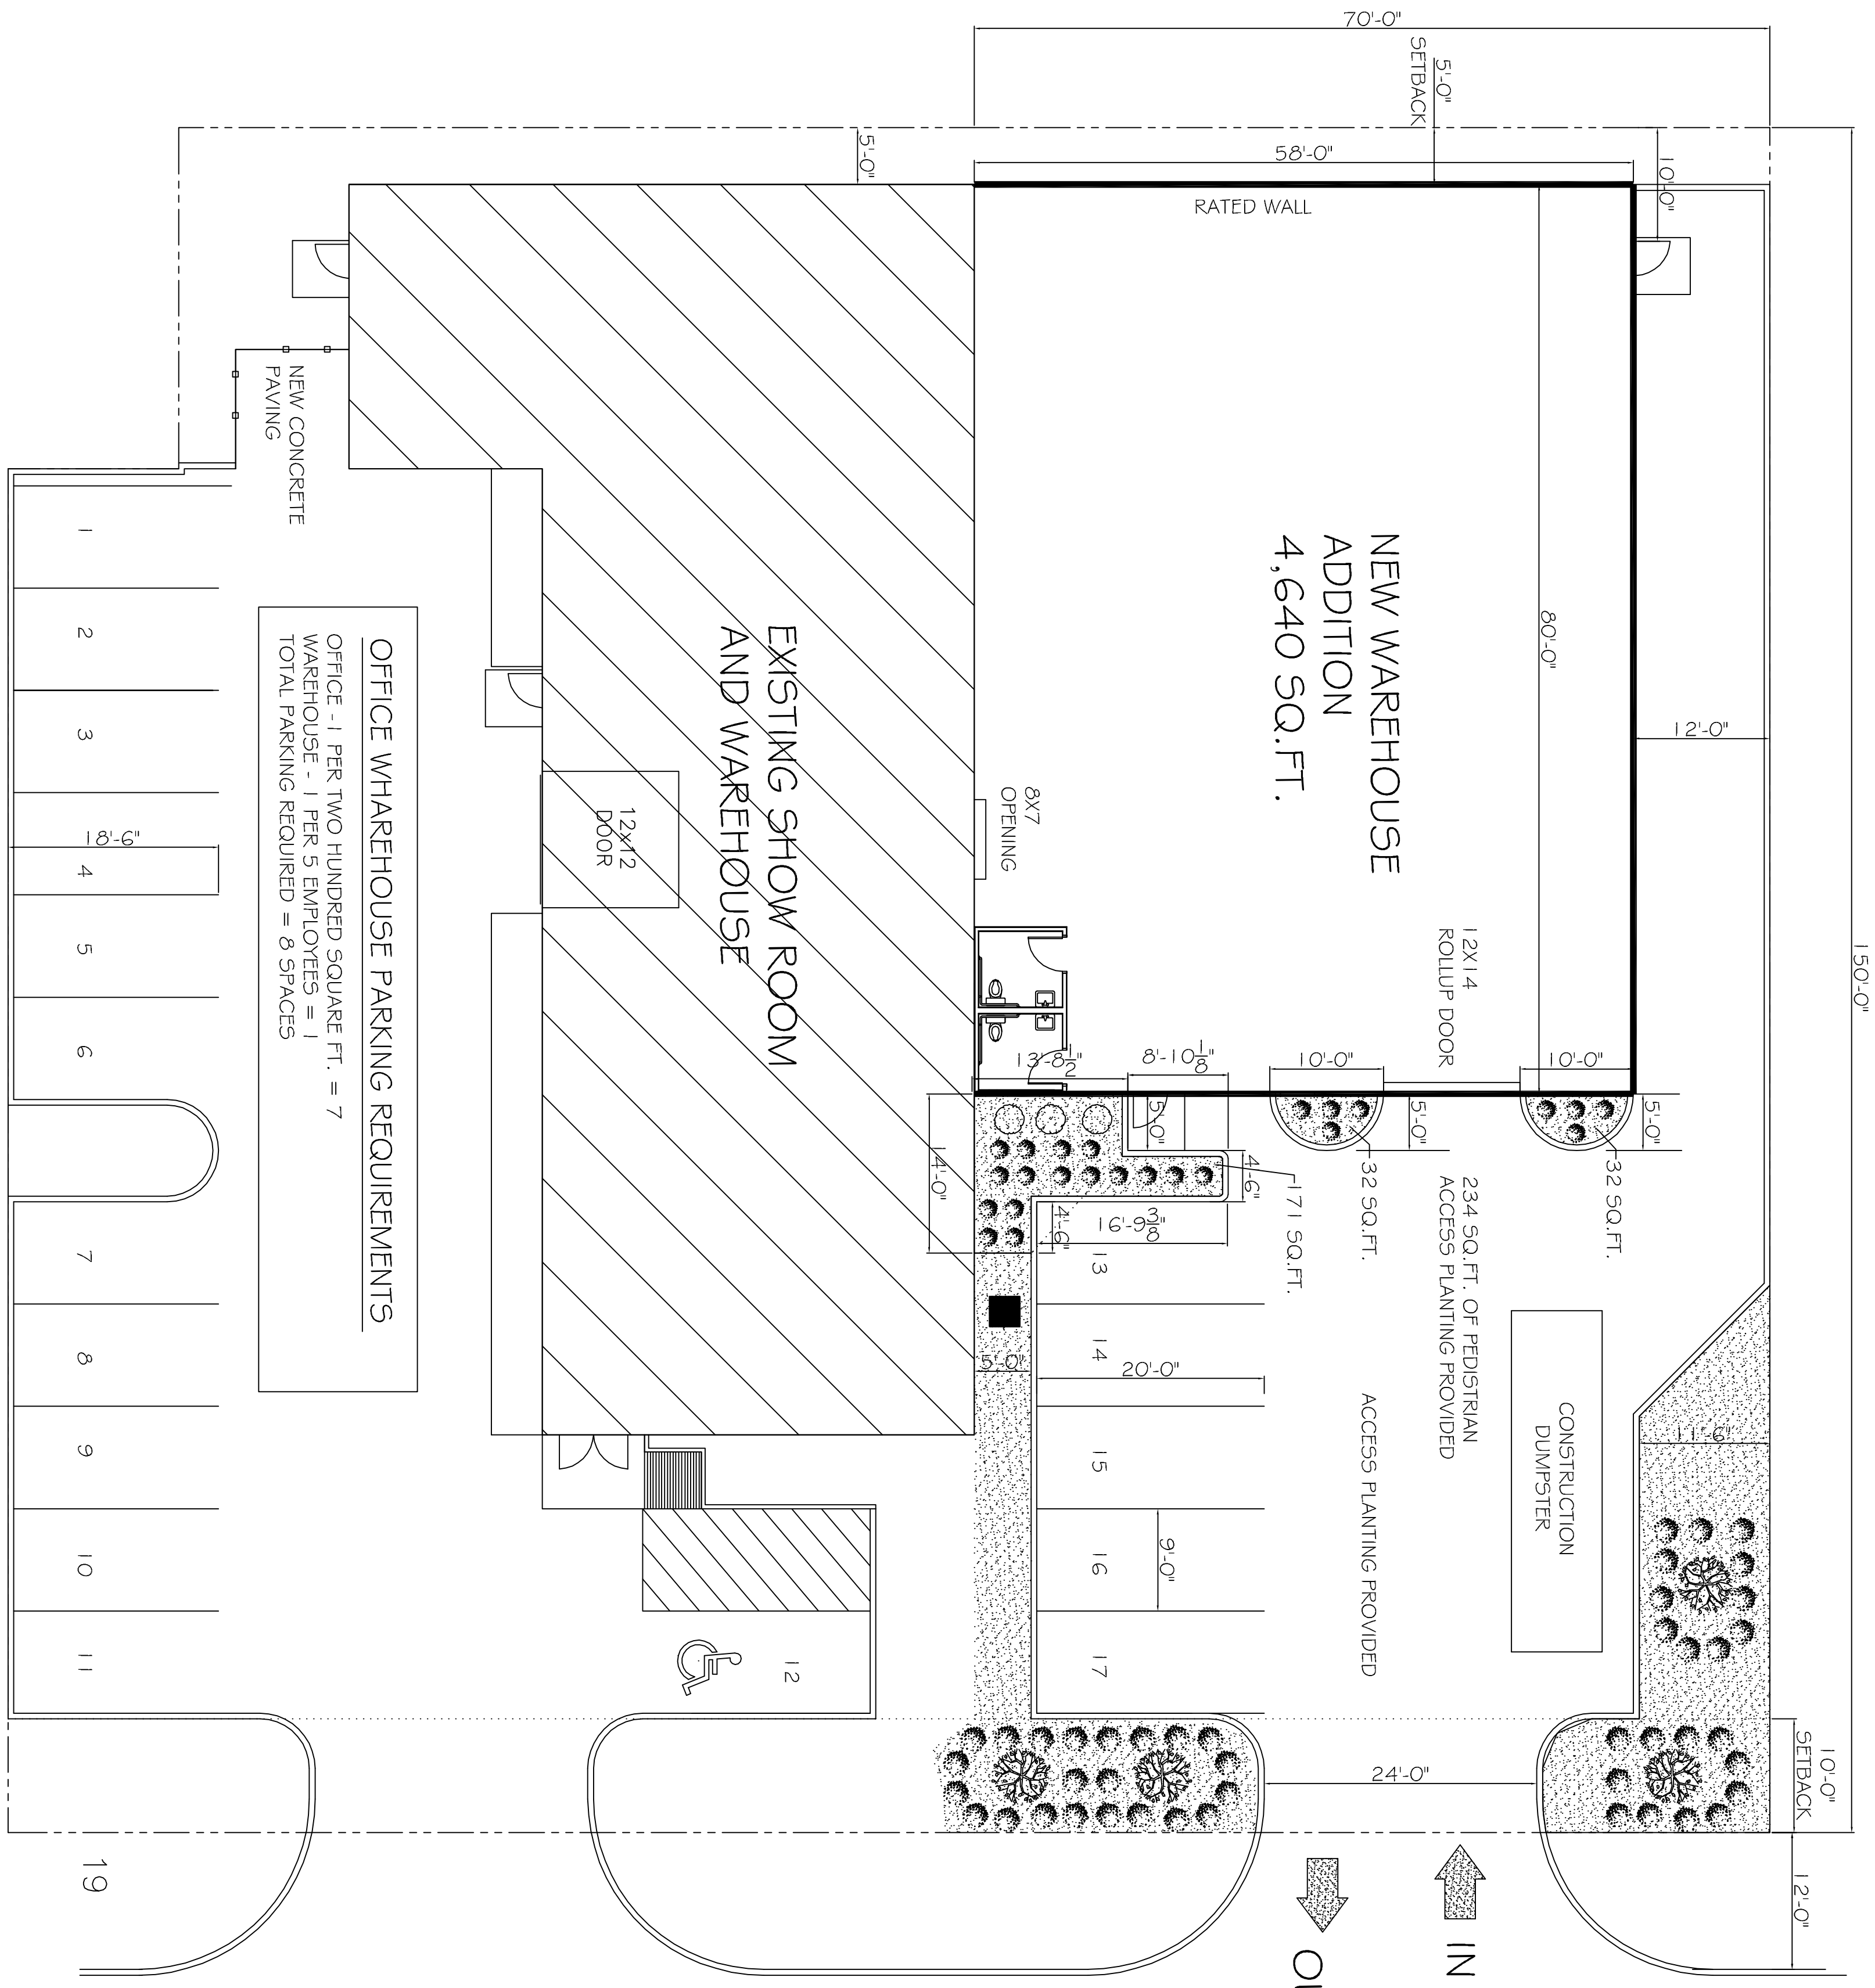 70'-0"
5'-0"
SETBACK
58'-0"
10'-0"
5'-0"
RATED WALL
80'-0"
12'-0"
150'-0"
NEW WAREHOUSE
ADDITION
4,640 SQ.FT.
8X7
OPENING
12X14
ROLLUP DOOR
EXISTING SHOW ROOM
AND WAREHOUSE
12x12
DOOR
NEW CONCRETE
PAVING
OFFICE WHAREHOUSE PARKING REQUIREMENTS
OFFICE - 1 PER TWO HUNDRED SQUARE FT. = 7
WAREHOUSE - 1 PER 5 EMPLOYEES = 1
TOTAL PARKING REQUIRED = 8 SPACES
18'-6"
1
2
3
4
5
6
7
8
9
10
11
12
13'-8 1/2"
8'-10 1/8"
10'-0"
10'-0"
5'-0"
5'-0"
5'-0"
4'-6"
14'-0"
4'-6"
16'-9 3/8"
171 SQ.FT.
32 SQ.FT.
32 SQ.FT.
234 SQ.FT. OF PEDISTRIAN
ACCESS PLANTING PROVIDED
ACCESS PLANTING PROVIDED
CONSTRUCTION
DUMPSTER
11'-6"
13
14
15
16
17
5'-0"
20'-0"
9'-0"
24'-0"
10'-0"
SETBACK
12'-0"
IN
19